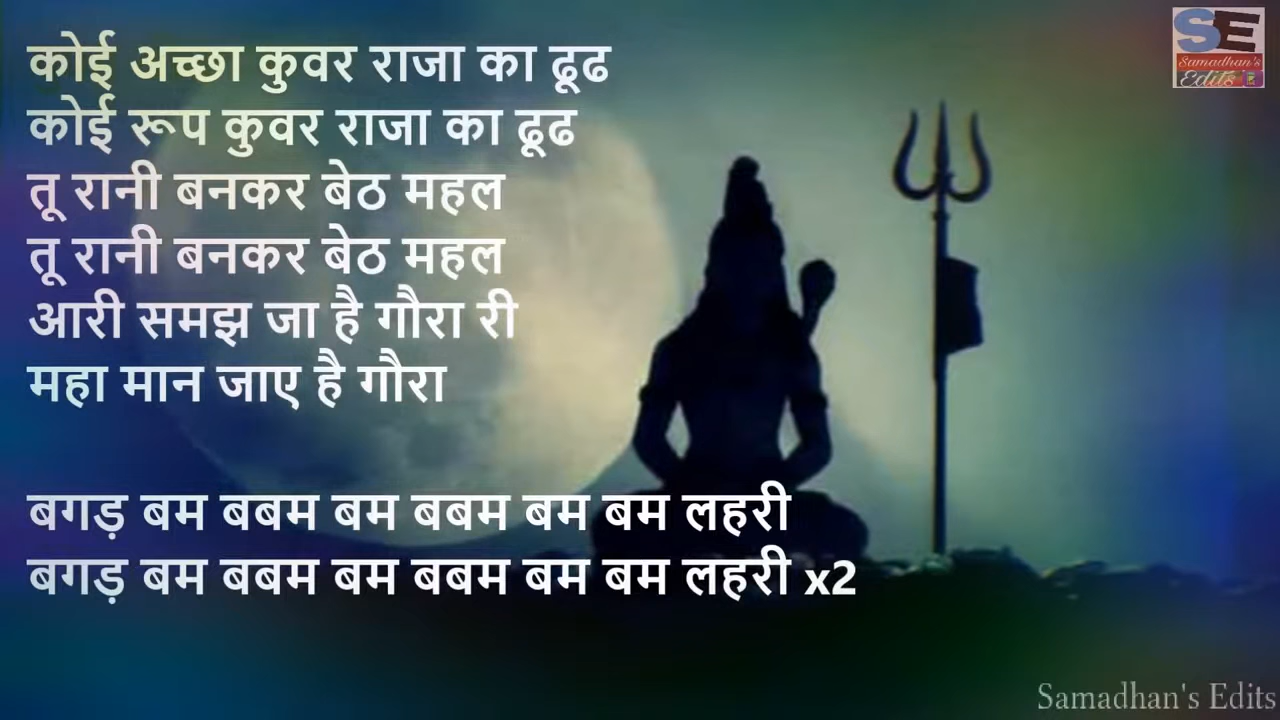 SE
Samadhan's
Edits
कोई अच्छा कुवर राजा का ढूढ
कोई रूप कुवर राजा का ढूढ
तू रानी बनकर बेठ महल
तू रानी बनकर बेठ महल
आरी समझ जा है गौरा री
महा मान जाए है गौरा
बगड़ बम बबम बम बबम बम बम लहरी
बगड़ बम बबम बम बबम बम बम लहरी x2
Samadhan's Edits